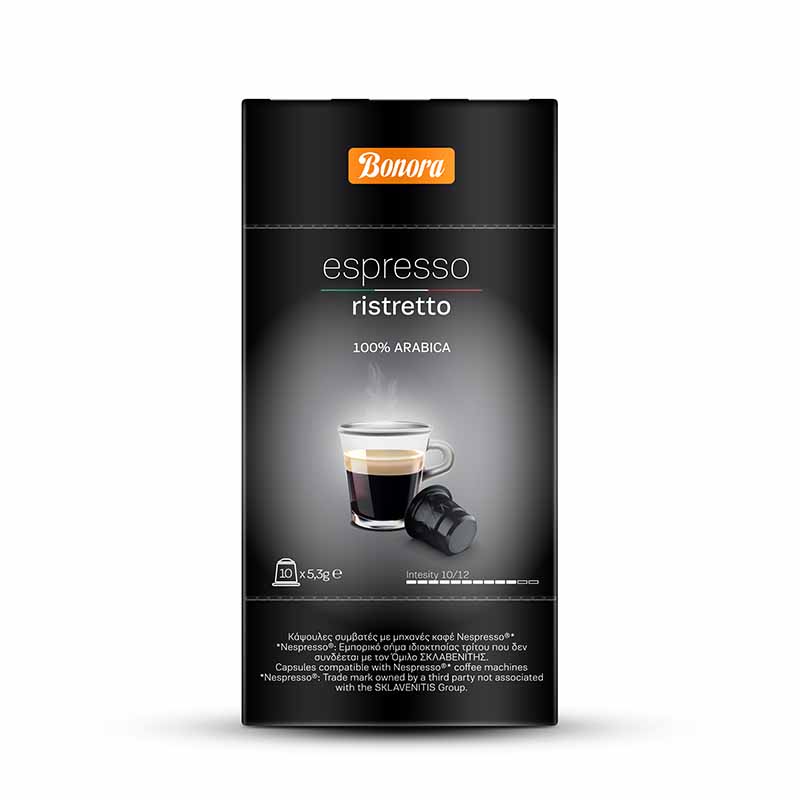 Bonora
espresso
ristretto
100% ARABICA
10 x 5,3g ℮
Intesity 10/12
Κάψουλες συμβατές με μηχανές καφέ Nespresso®*
*Nespresso®: Εμπορικό σήμα ιδιοκτησίας τρίτου που δεν
συνδέεται με τον Όμιλο ΣΚΛΑΒΕΝΙΤΗΣ.
Capsules compatible with Nespresso®* coffee machines
*Nespresso®: Trade mark owned by a third party not associated
with the SKLAVENITIS Group.